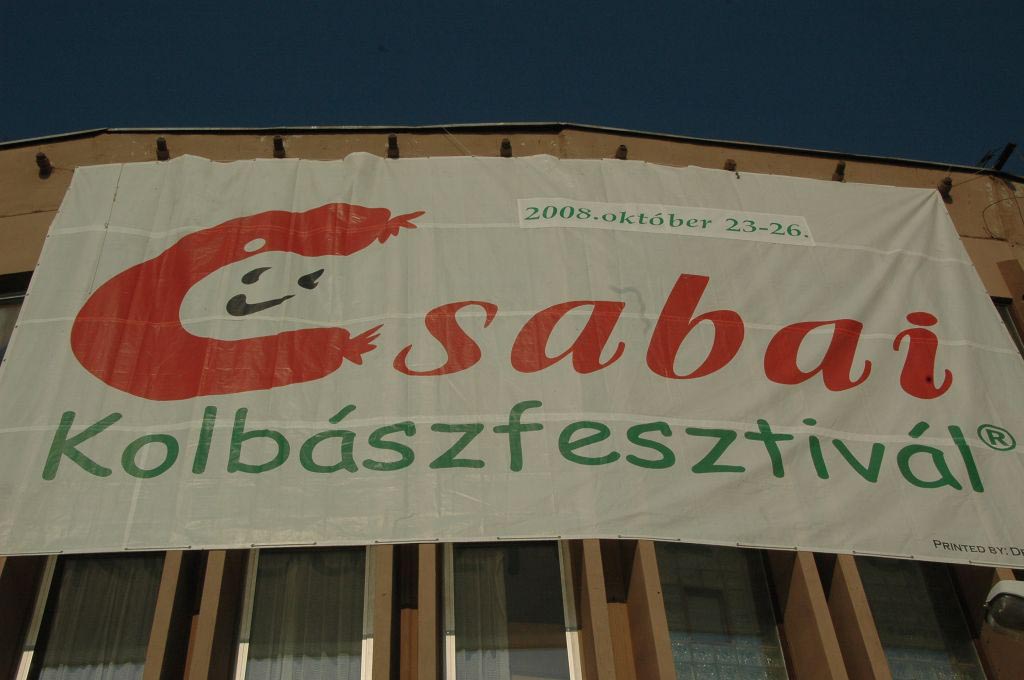 2008.október 23-26.
Csabai
Kolbászfesztivál®
PRINTED BY: